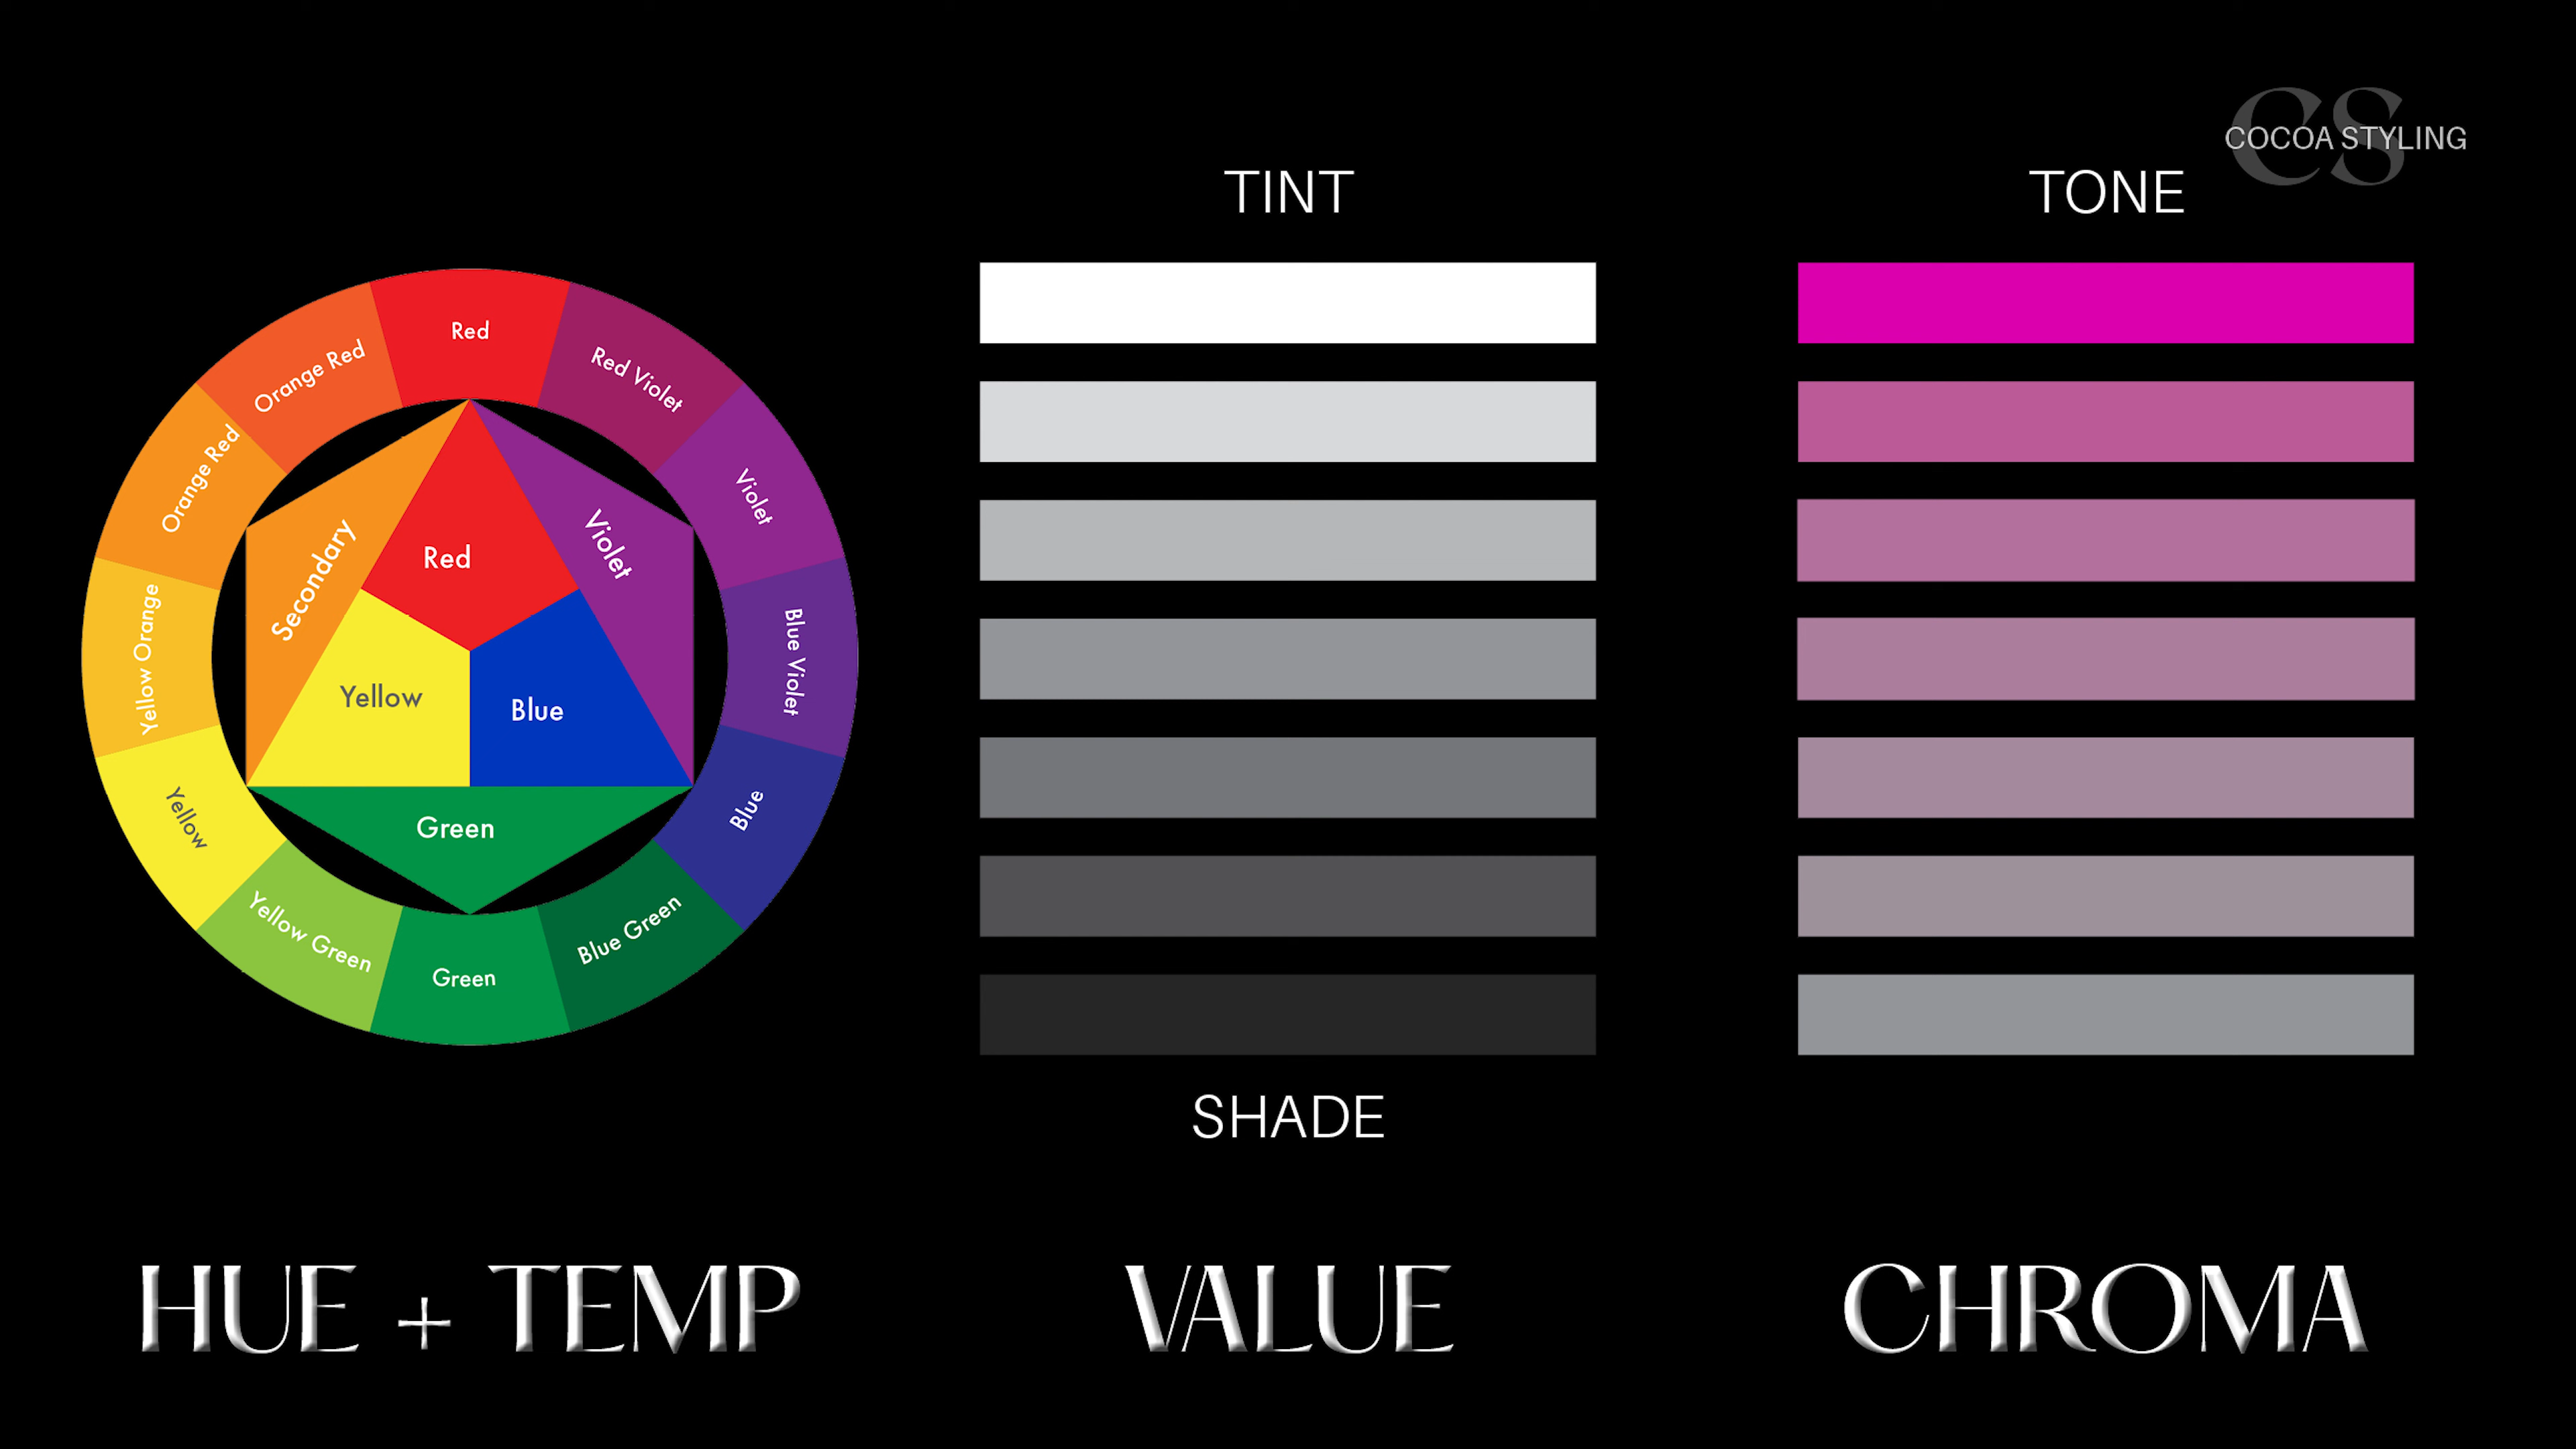 CS
COCOA STYLING
TINT
TONE
Red
Red Violet
Violet
Blue Violet
Blue
Blue Green
Green
Yellow Green
Yellow
Yellow Orange
Orange Red
Orange Red
Secondary
Red
Violet
Yellow
Blue
Green
SHADE
HUE + TEMP
VALUE
CHROMA